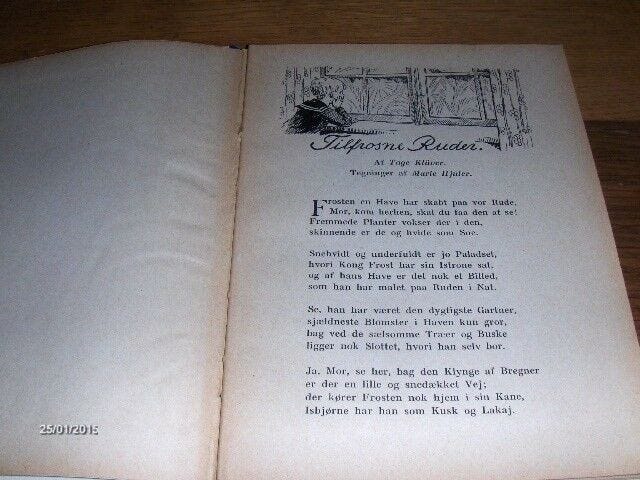 Tilfrosne Ruder.
Af Tage Klüver.
Tegninger af Marie Hjuler.
Frosten en Have har skabt paa vor Rude.
Mor, kom herhen, skal du faa den at se!
Fremmede Planter vokser der i den,
skinnende er de og hvide som Sne.
Snehvidt og underfuldt er jo Paladset,
hvori Kong Frost har sin Istrone sat,
og af hans Have er det nok et Billed,
som han har malet paa Ruden i Nat.
Se, han har været den dygtigste Gartner,
sjældneste Blomster i Haven kun gror,
bag ved de sælsomme Træer og Buske
ligger nok Slottet, hvori han selv bor.
Ja, Mor, se her, bag den Klynge af Bregner
er der en lille og snedækket Vej;
der kører Frosten nok hjem i sin Kane,
Isbjørne har han som Kusk og Lakaj.
25/01/2015